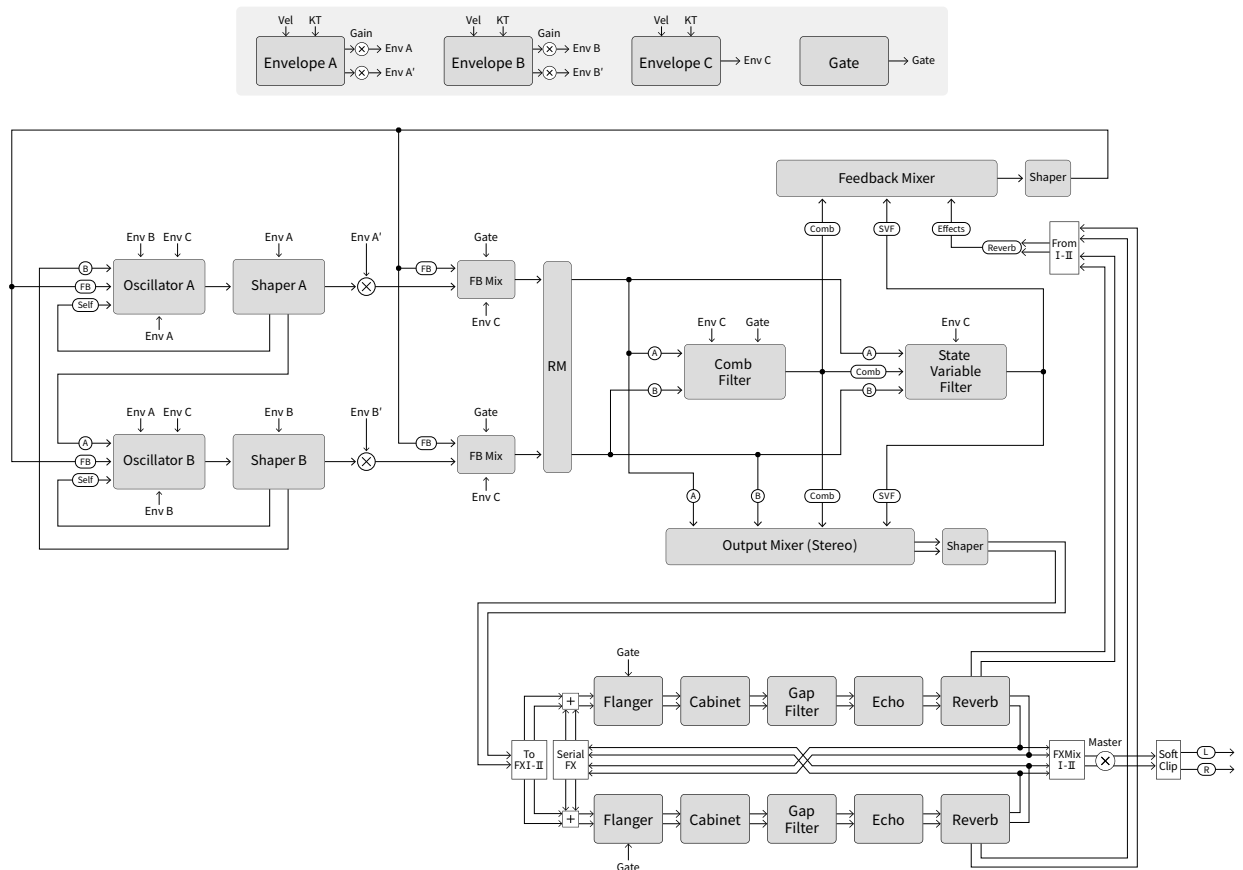 Vel KT
Gain
Envelope A
Env A
Env A'
Vel KT
Gain
Envelope B
Env B
Env B'
Vel KT
Envelope C
Env C
Gate
Gate
Feedback Mixer
Shaper
Comb
SVF
Effects
Reverb
From
I-II
Env B Env C
B
FB
Self
Oscillator A
Env A
Env A
Shaper A
Env A'
FB
Gate
FB Mix
Env C
RM
A
B
Env C Gate
Comb
Filter
A
Comb
B
Env C
State
Variable
Filter
Env A Env C
A
FB
Self
Oscillator B
Env B
Env B
Shaper B
Env B'
FB
Gate
FB Mix
Env C
A
B
Comb
SVF
Output Mixer (Stereo)
Shaper
Gate
+
Flanger
Cabinet
Gap
Filter
Echo
Reverb
To
FXI-II
Serial
FX
FXMix
I-II
Master
Soft
Clip
L
R
+
Flanger
Cabinet
Gap
Filter
Echo
Reverb
Gate